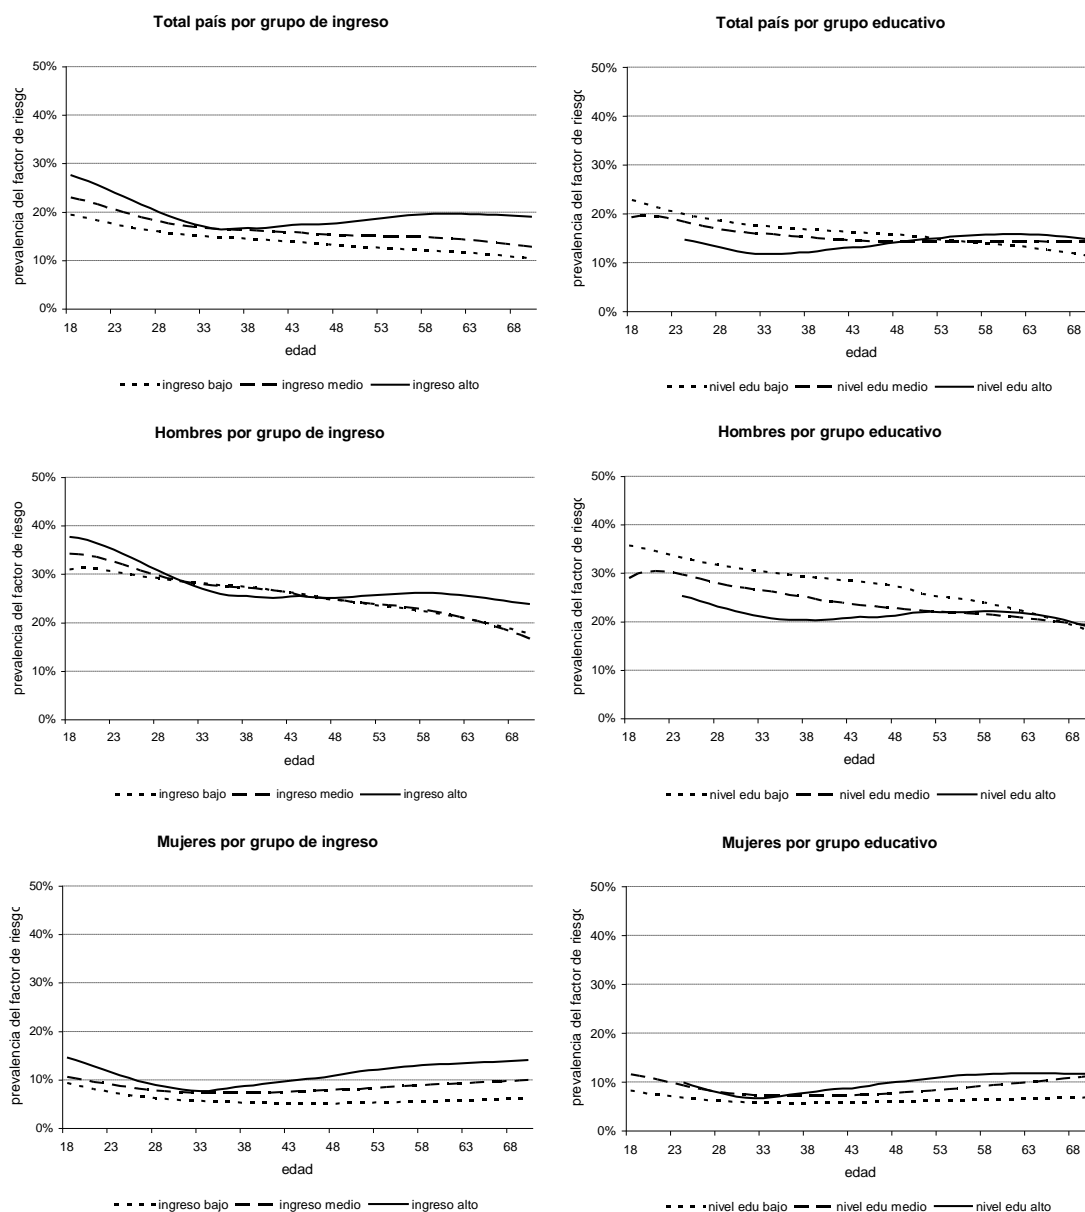 Total país por grupo de ingreso
prevalencia del factor de riesgo
50%
40%
30%
20%
10%
0%
18 23 28 33 38 43 48 53 58 63 68
edad
ingreso bajo ingreso medio ingreso alto
Total país por grupo educativo
prevalencia del factor de riesgo
50%
40%
30%
20%
10%
0%
18 23 28 33 38 43 48 53 58 63 68
edad
nivel edu bajo nivel edu medio nivel edu alto
Hombres por grupo de ingreso
prevalencia del factor de riesgo
50%
40%
30%
20%
10%
0%
18 23 28 33 38 43 48 53 58 63 68
edad
ingreso bajo ingreso medio ingreso alto
Hombres por grupo educativo
prevalencia del factor de riesgo
50%
40%
30%
20%
10%
0%
18 23 28 33 38 43 48 53 58 63 68
edad
nivel edu bajo nivel edu medio nivel edu alto
Mujeres por grupo de ingreso
prevalencia del factor de riesgo
50%
40%
30%
20%
10%
0%
18 23 28 33 38 43 48 53 58 63 68
edad
ingreso bajo ingreso medio ingreso alto
Mujeres por grupo educativo
prevalencia del factor de riesgo
50%
40%
30%
20%
10%
0%
18 23 28 33 38 43 48 53 58 63 68
edad
nivel edu bajo nivel edu medio nivel edu alto